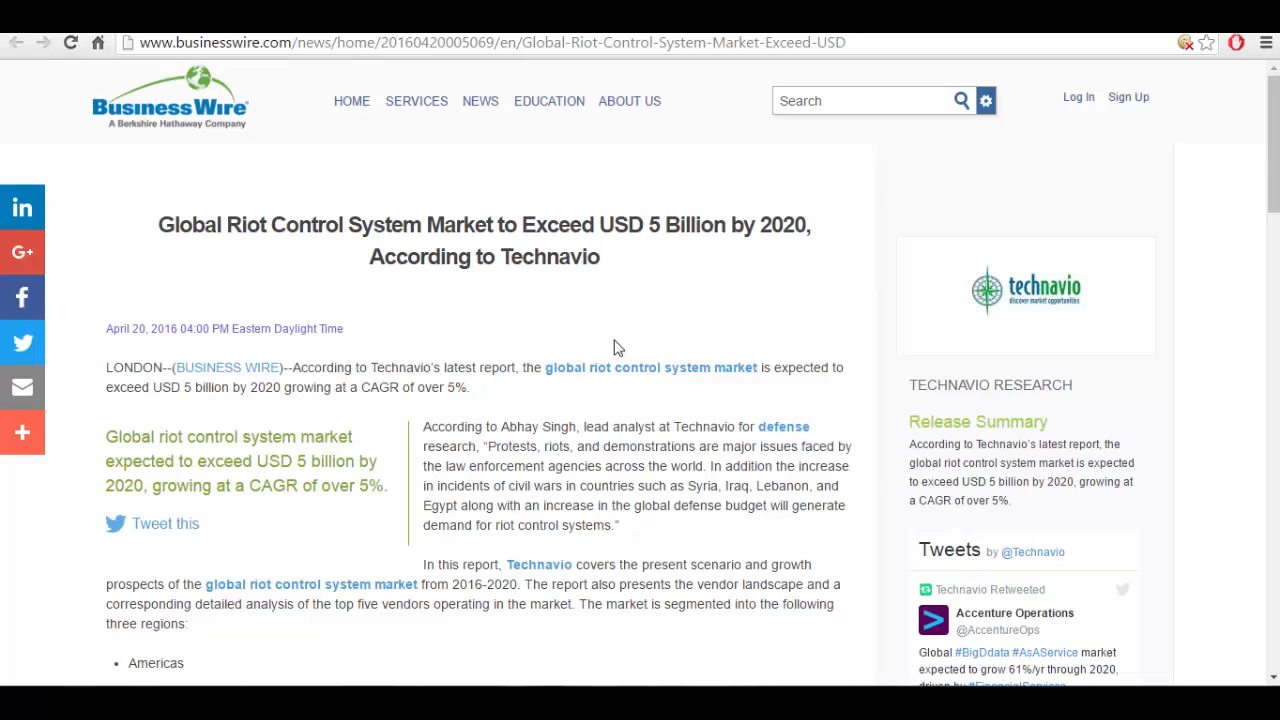 www.businesswire.com/news/home/20160420005069/en/Global-Riot-Control-System-Market-Exceed-USD
Business Wire
A Berkshire Hathaway Company
HOME SERVICES NEWS EDUCATION ABOUT US
Search
Log In Sign Up
Global Riot Control System Market to Exceed USD 5 Billion by 2020,
According to Technavio
April 20, 2016 04:00 PM Eastern Daylight Time
LONDON--(BUSINESS WIRE)--According to Technavio's latest report, the global riot control system market is expected to
exceed USD 5 billion by 2020 growing at a CAGR of over 5%.
Global riot control system market
expected to exceed USD 5 billion by
2020, growing at a CAGR of over 5%.
Tweet this
According to Abhay Singh, lead analyst at Technavio for defense
research, “Protests, riots, and demonstrations are major issues faced by
the law enforcement agencies across the world. In addition the increase
in incidents of civil wars in countries such as Syria, Iraq, Lebanon, and
Egypt along with an increase in the global defense budget will generate
demand for riot control systems.”
In this report, Technavio covers the present scenario and growth
prospects of the global riot control system market from 2016-2020. The report also presents the vendor landscape and a
corresponding detailed analysis of the top five vendors operating in the market. The market is segmented into the following
three regions:
• Americas
in
G+
f
+
technavio
discover market opportunities
TECHNAVIO RESEARCH
Release Summary
According to Technavio's latest report, the
global riot control system market is expected
to exceed USD 5 billion by 2020, growing at
a CAGR of over 5%.
Tweets by @Technavio
Technavio Retweeted
Accenture Operations
@AccentureOps
Global #BigDdata #AsAService market
expected to grow 61%/yr through 2020,
driven by #FinancialServices